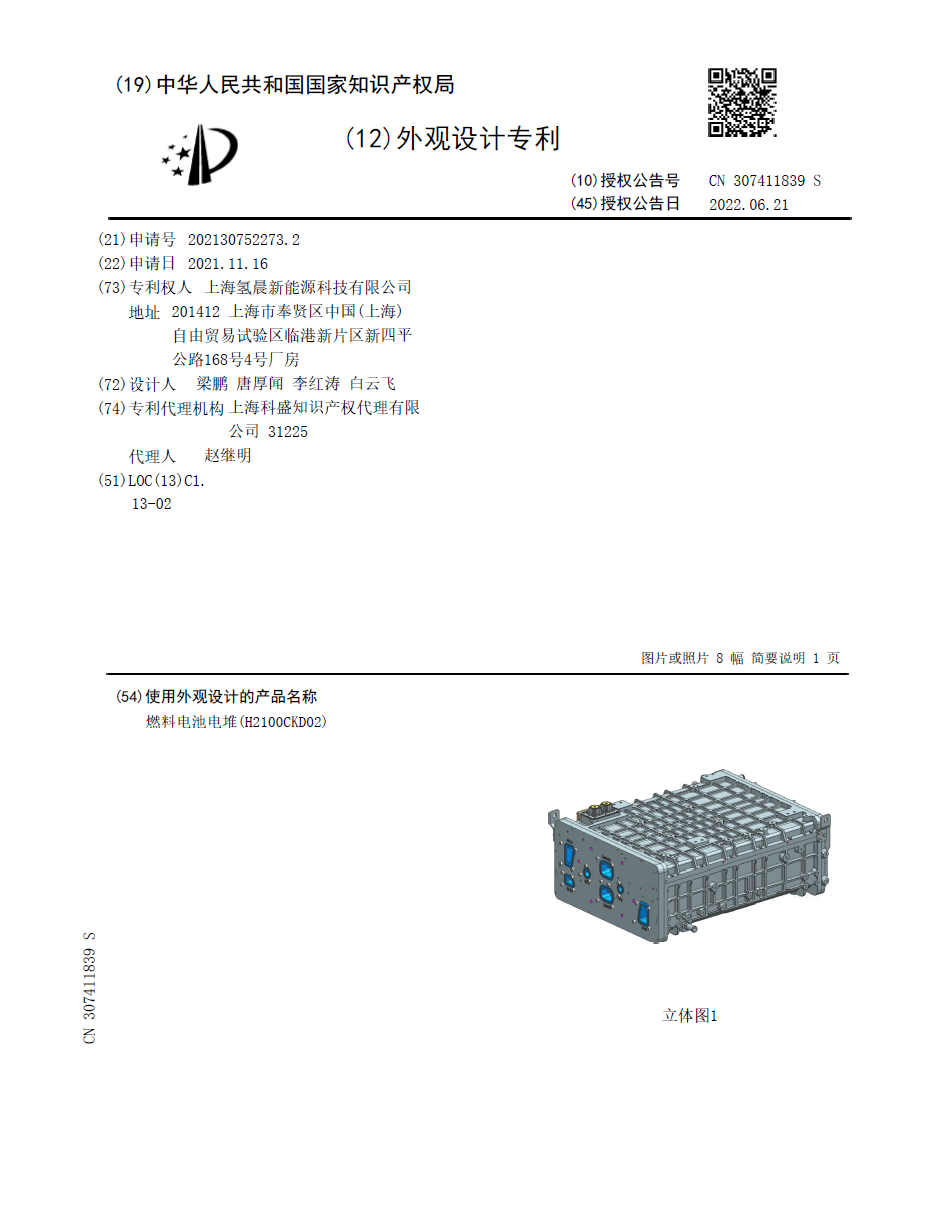 (19)中华人民共和国国家知识产权局
(12)外观设计专利
(10)授权公告号 CN 307411839 S
(45)授权公告日 2022.06.21
(21)申请号 202130752273.2
(22)申请日 2021.11.16
(73)专利权人 上海氢晨新能源科技有限公司
地址 201412 上海市奉贤区中国(上海)
自由贸易试验区临港新片区新四平
公路168号4号厂房
(72)设计人 梁鹏 唐厚闻 李红涛 白云飞
(74)专利代理机构 上海科盛知识产权代理有限
公司 31225
代理人 赵继明
(51)LOC(13)Cl.
13-02
图片或照片 8 幅 简要说明 1 页
(54)使用外观设计的产品名称
燃料电池电堆(H2100CKD02)
立体图1
CN 307411839 S